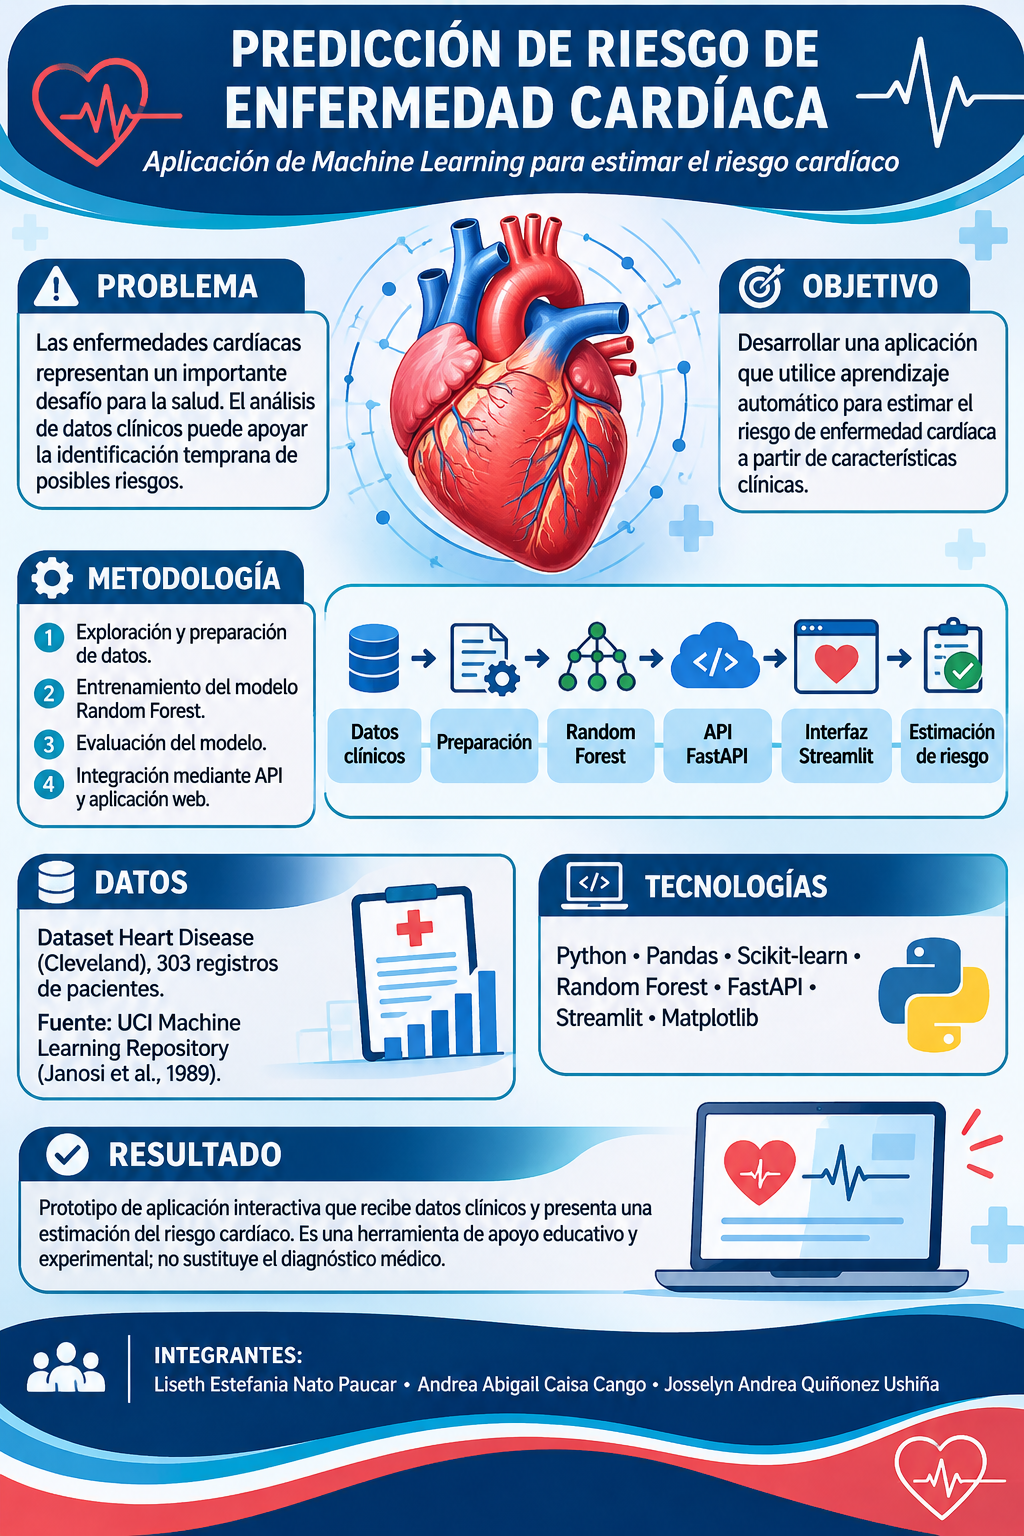 PREDICCIÓN DE RIESGO DE
ENFERMEDAD CARDÍACA
Aplicación de Machine Learning para estimar el riesgo cardíaco
PROBLEMA
Las enfermedades cardíacas
representan un importante
desafío para la salud. El análisis
de datos clínicos puede apoyar
la identificación temprana de
posibles riesgos.
OBJETIVO
Desarrollar una aplicación
que utilice aprendizaje
automático para estimar el
riesgo de enfermedad cardíaca
a partir de características
clínicas.
METODOLOGÍA
1 Exploración y preparación
de datos.
2 Entrenamiento del modelo
Random Forest.
3 Evaluación del modelo.
4 Integración mediante API
y aplicación web.
</>
Datos
clínicos
Preparación
Random
Forest
API
FastAPI
Interfaz
Streamlit
Estimación
de riesgo
DATOS
Dataset Heart Disease
(Cleveland), 303 registros
de pacientes.
Fuente: UCI Machine
Learning Repository
(Janosi et al., 1989).
</>
TECNOLOGÍAS
Python • Pandas • Scikit-learn •
Random Forest • FastAPI •
Streamlit • Matplotlib
RESULTADO
Prototipo de aplicación interactiva que recibe datos clínicos y presenta una
estimación del riesgo cardíaco. Es una herramienta de apoyo educativo y
experimental; no sustituye el diagnóstico médico.
INTEGRANTES:
Liseth Estefania Nato Paucar • Andrea Abigail Caisa Cango • Josselyn Andrea Quiñonez Ushiña